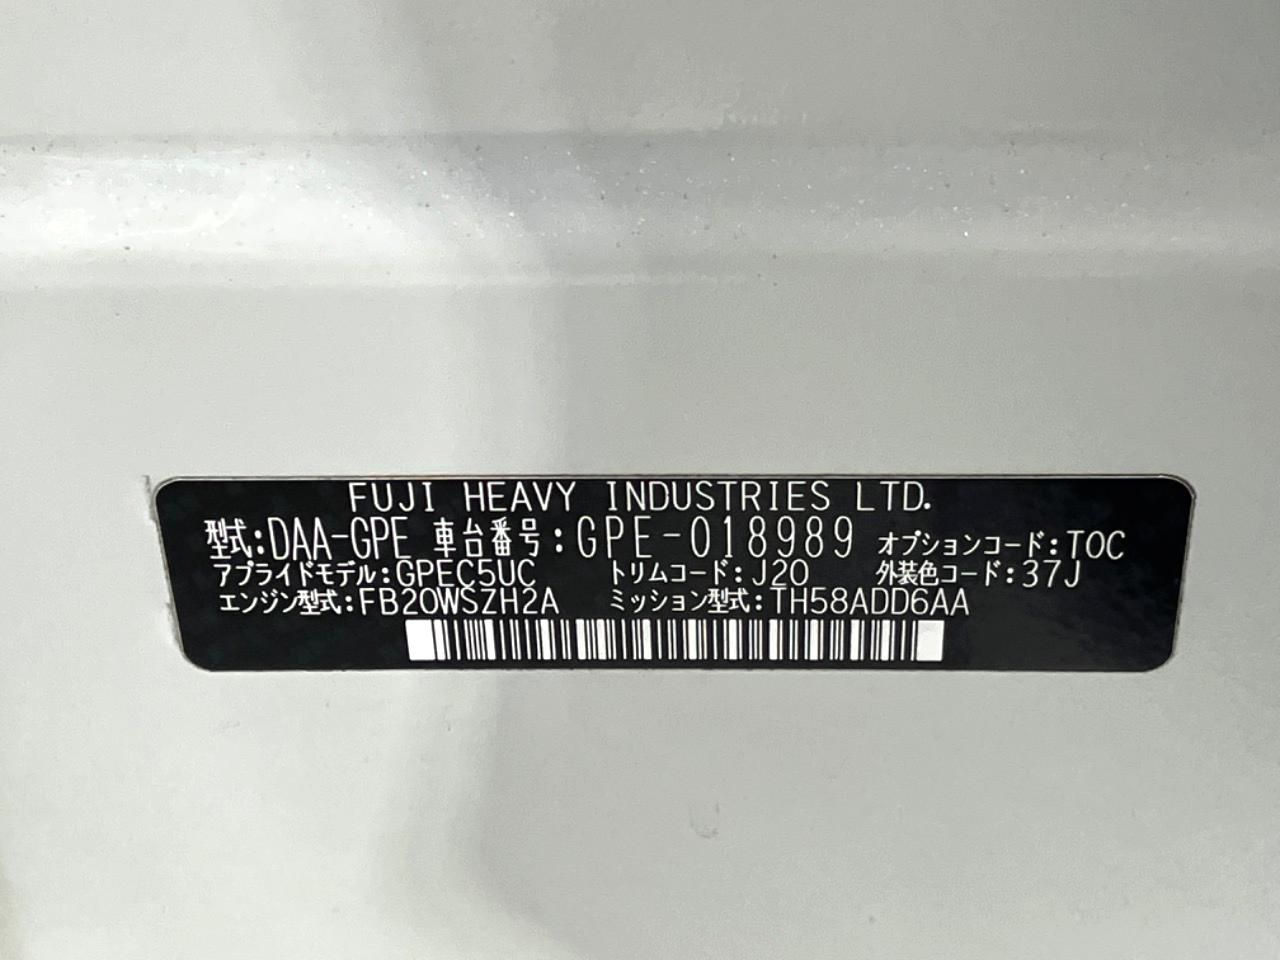 FUJI HEAVY INDUSTRIES LTD.
型式:DAA-GPE 車台番号:GPE-018989 オプションコード:TOC
アプライドモデル:GPEC5UC トリムコード:J20 外装色コード:37J
エンジン型式:FB20WSZH2A ミッション型式:TH58ADD6AA